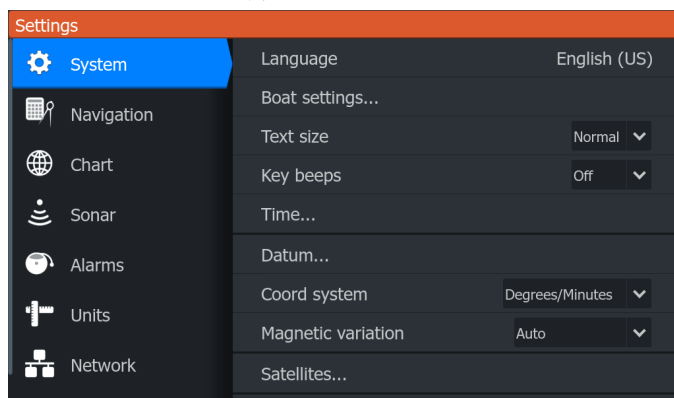 Settings
System
Navigation
Chart
Sonar
Alarms
Units
Network
Language English (US)
Boat settings...
Text size Normal
Key beeps Off
Time...
Datum...
Coord system Degrees/Minutes
Magnetic variation Auto
Satellites...